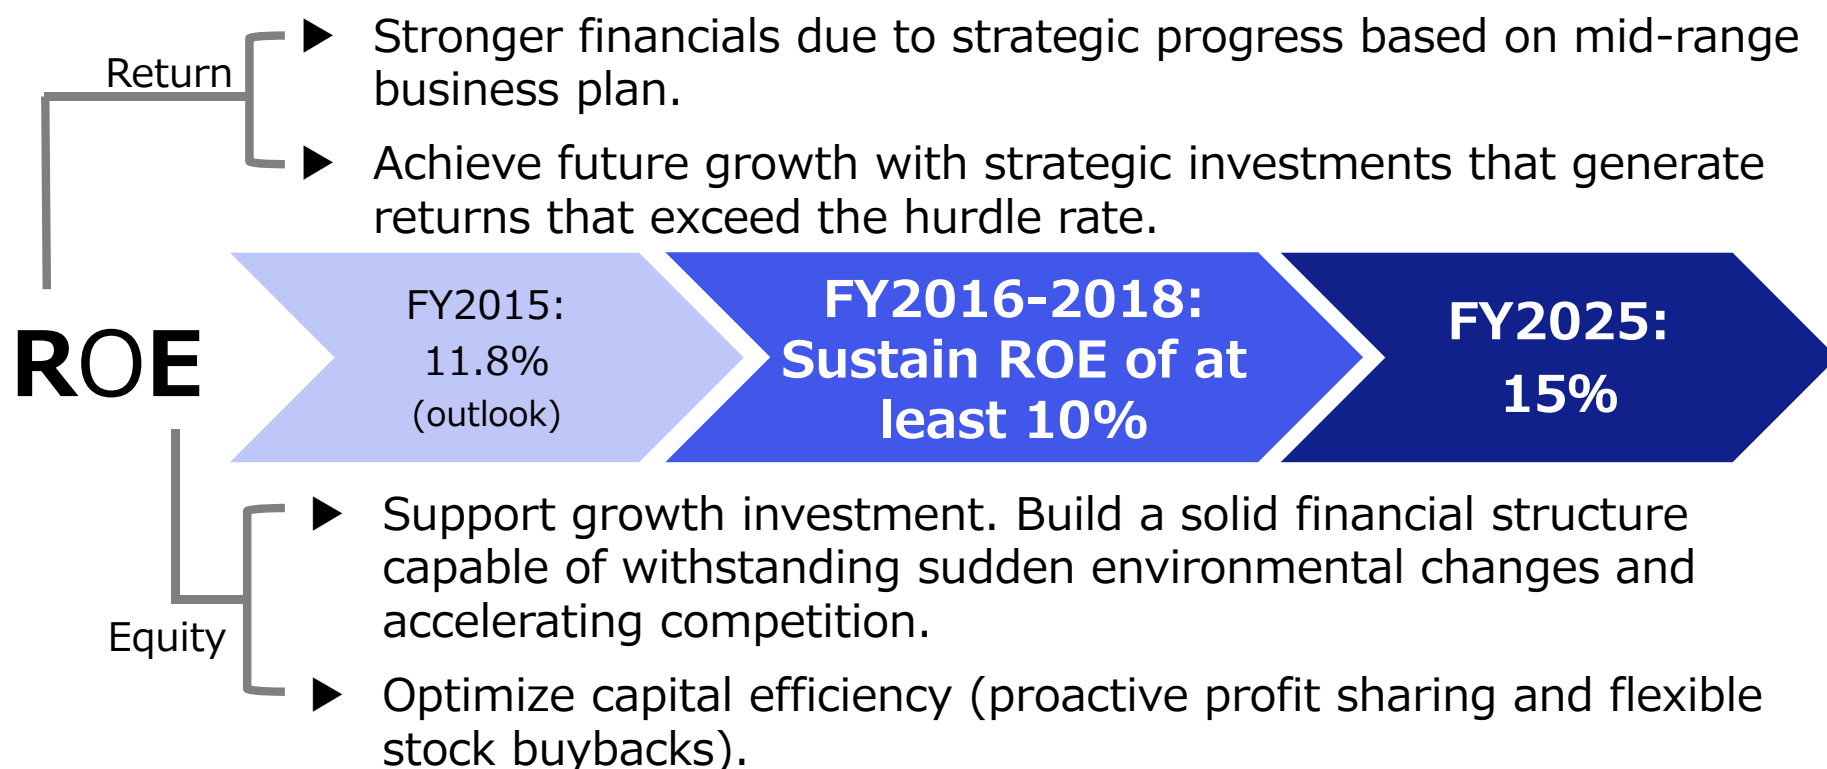 Return
▶ Stronger financials due to strategic progress based on mid-range
business plan.
▶ Achieve future growth with strategic investments that generate
returns that exceed the hurdle rate.
ROE
FY2015:
11.8%
(outlook)
FY2016-2018:
Sustain ROE of at
least 10%
FY2025:
15%
Equity
▶ Support growth investment. Build a solid financial structure
capable of withstanding sudden environmental changes and
accelerating competition.
▶ Optimize capital efficiency (proactive profit sharing and flexible
stock buybacks).